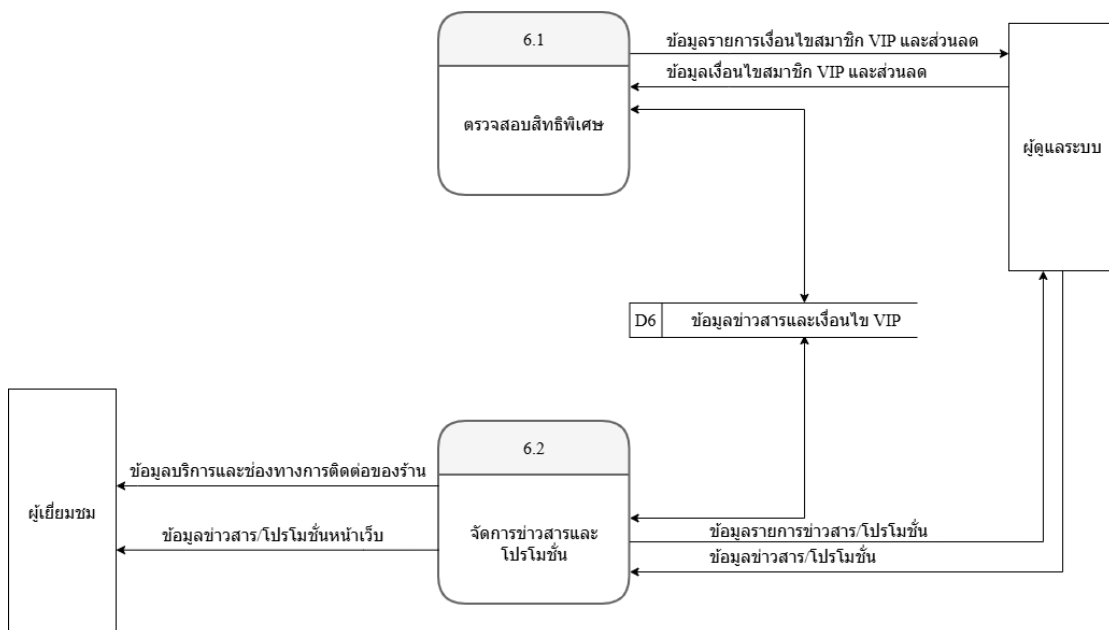 6.1
ข้อมูลรายการเงื่อนไขสมาชิก VIP และส่วนลด
ข้อมูลเงื่อนไขสมาชิก VIP และส่วนลด
ตรวจสอบสิทธิพิเศษ
ผู้ดูแลระบบ
D6 ข้อมูลข่าวสารและเงื่อนไข VIP
6.2
ข้อมูลบริการและช่องทางการติดต่อของร้าน
ผู้เยี่ยมชม
ข้อมูลข่าวสาร/โปรโมชั่นหน้าเว็บ
จัดการข่าวสารและ
โปรโมชั่น
ข้อมูลรายการข่าวสาร/โปรโมชั่น
ข้อมูลข่าวสาร/โปรโมชั่น